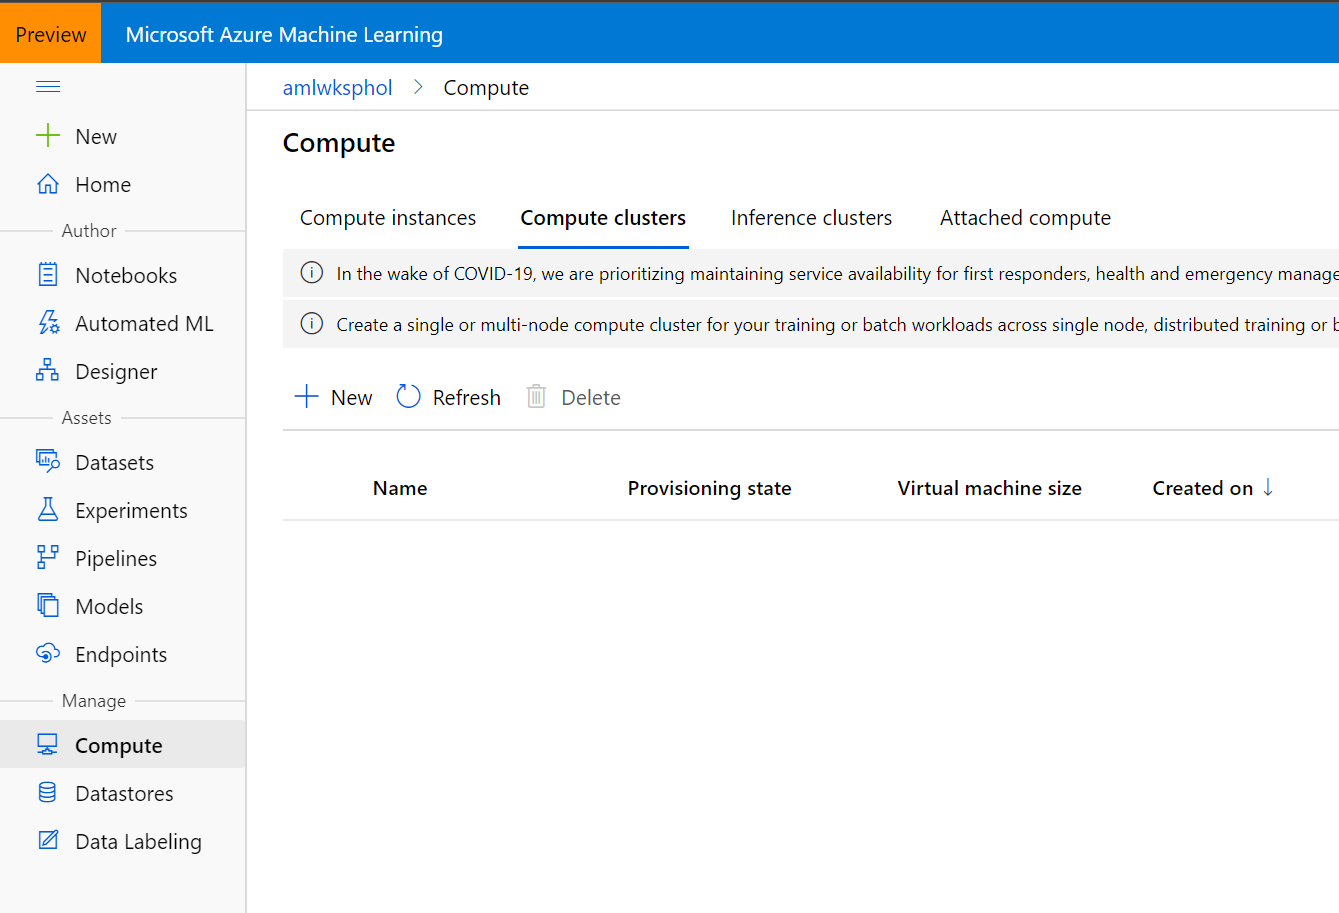 Preview
Microsoft Azure Machine Learning
amlwksphol > Compute
New
Home
Author
Notebooks
Automated ML
Designer
Assets
Datasets
Experiments
Pipelines
Models
Endpoints
Manage
Compute
Datastores
Data Labeling
Compute
Compute instances
Compute clusters
Inference clusters
Attached compute
In the wake of COVID-19, we are prioritizing maintaining service availability for first responders, health and emergency manage
Create a single or multi-node compute cluster for your training or batch workloads across single node, distributed training or b
New
Refresh
Delete
Name
Provisioning state
Virtual machine size
Created on ↓